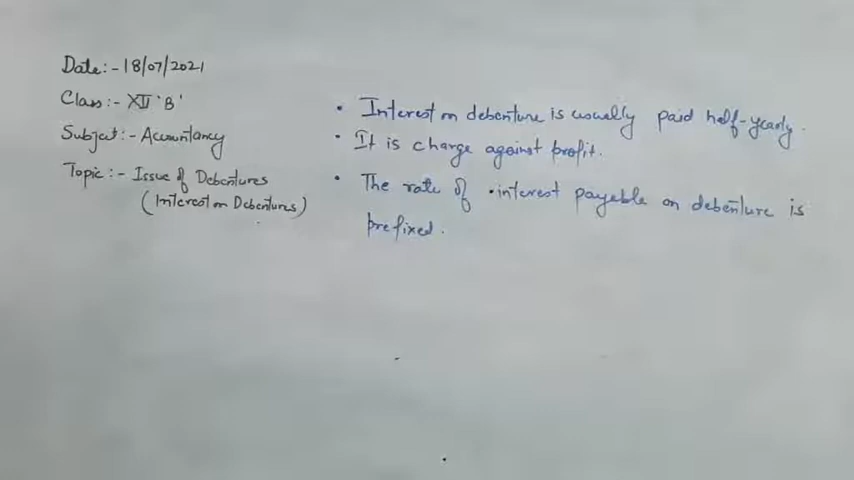 Date:- 18/07/2021
Class:- XII 'B'
Subject:- Accountancy
Topic:- Issue of Debentures
(Interest on Debentures)
• Interest on debenture is usually paid half-yearly.
• It is charge against profit.
• The rate of interest payable on debenture is
prefixed.